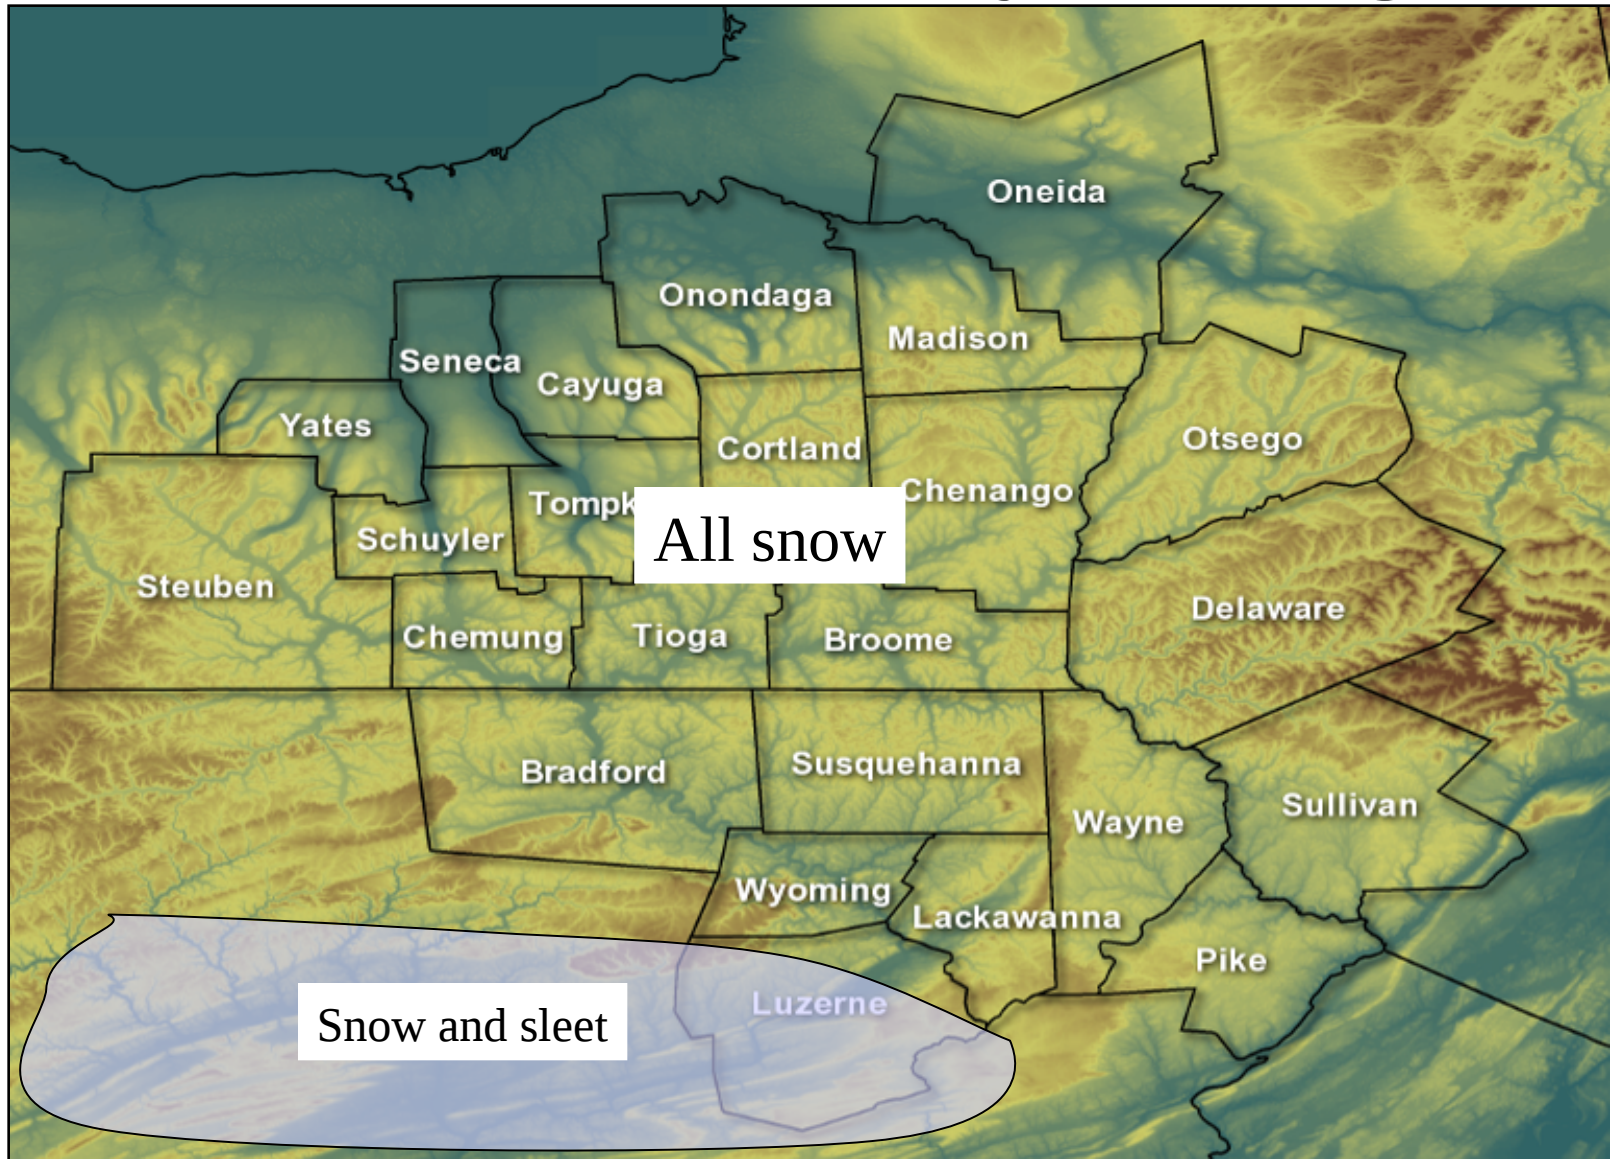 Oneida
Onondaga
Madison
Seneca
Cayuga
Yates
Otsego
Cortland
Chenango
Tompk
All snow
Schuyler
Steuben
Delaware
Chemung
Tioga
Broome
Susquehanna
Bradford
Sullivan
Wayne
Wyoming
Lackawanna
Pike
Luzerne
Snow and sleet